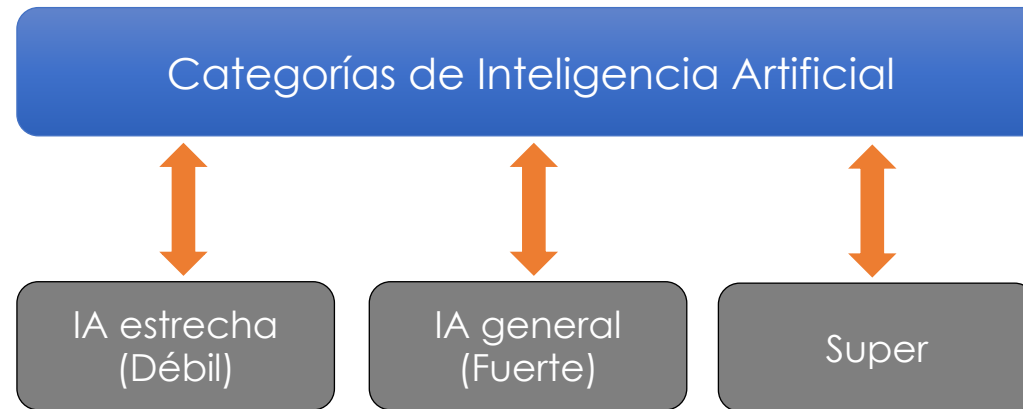 Categorías de Inteligencia Artificial
IA estrecha
(Débil)
IA general
(Fuerte)
Super